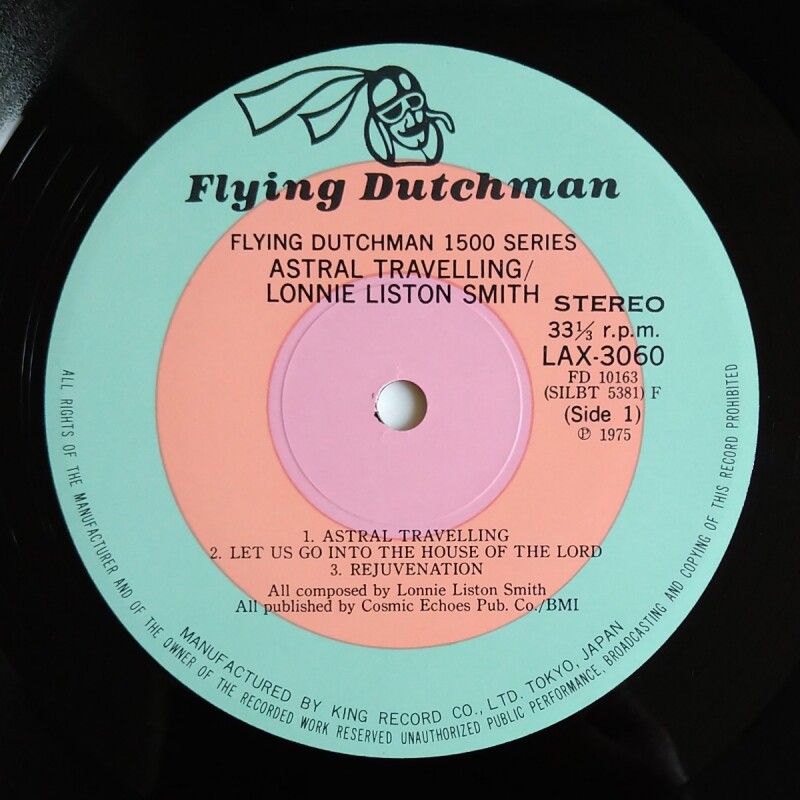 Flying Dutchman
FLYING DUTCHMAN 1500 SERIES
ASTRAL TRAVELLING/
LONNIE LISTON SMITH
STEREO
33⅓ r.p.m.
LAX-3060
FD 10163
(SILBT 5381) F
(Side 1)
℗ 1975
1. ASTRAL TRAVELLING
2. LET US GO INTO THE HOUSE OF THE LORD
3. REJUVENATION
All composed by Lonnie Liston Smith
All published by Cosmic Echoes Pub. Co./BMI
MANUFACTURED BY KING RECORD CO., LTD. TOKYO, JAPAN
ALL RIGHTS OF THE MANUFACTURER AND OF THE OWNER OF THE RECORDED WORK RESERVED UNAUTHORIZED PUBLIC PERFORMANCE. BROADCASTING AND COPYING OF THIS RECORD PROHIBITED